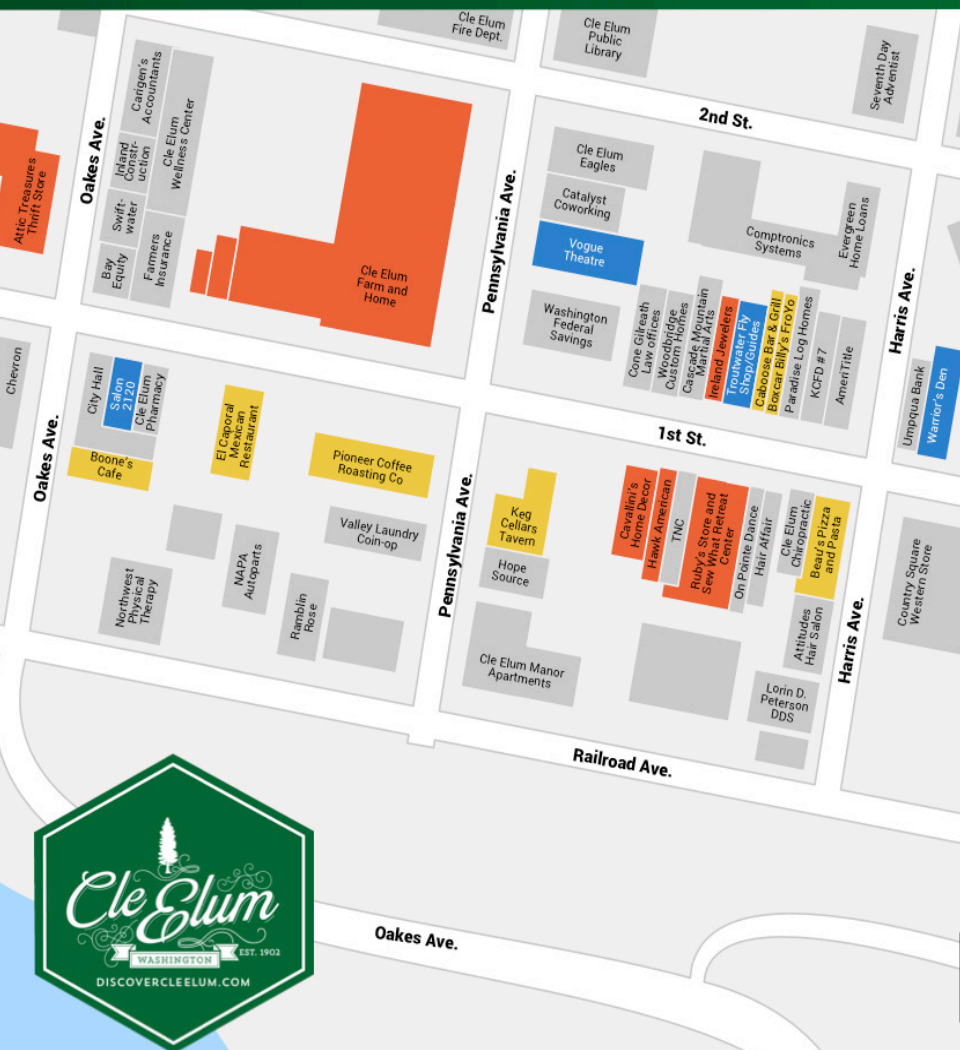 Cle Elum
Fire Dept.
Cle Elum
Public
Library
Seventh Day
Adventist
2nd St.
Oakes Ave.
Carigen's
Accountants
Cle Elum
Wellness Center
Inland
Constr-
uction
Swift-
water
Bay
Equity
Farmers
Insurance
Attic Treasures
Thrift Store
Cle Elum
Farm and
Home
Pennsylvania Ave.
Cle Elum
Eagles
Catalyst
Coworking
Vogue
Theatre
Washington
Federal
Savings
Comptronics
Systems
Evergreen
Home Loans
Cone Gilreath
Law offices
Woodbridge
Custom Homes
Cascade Mountain
Martial Arts
Ireland Jewelers
Troutwater Fly
Shop/Guides
Caboose Bar & Grill
Boxcar Billy's FroYo
Paradise Log Homes
KCFD #7
AmeriTitle
Harris Ave.
Umpqua Bank
Warrior's Den
1st St.
Chevron
Oakes Ave.
City Hall
Salon
2120
Cle Elum
Pharmacy
Boone's
Cafe
El Caporal
Mexican
Restaurant
Pioneer Coffee
Roasting Co
Valley Laundry
Coin-op
NAPA
Autoparts
Northwest
Physical
Therapy
Ramblin
Rose
Pennsylvania Ave.
Keg
Cellars
Tavern
Hope
Source
Cle Elum Manor
Apartments
Cavallini's
Home Decor
Hawk American
TNC
Ruby's Store and
Sew What Retreat
Center
On Pointe Dance
Hair Affair
Cle Elum
Chiropractic
Beau's Pizza
and Pasta
Attitudes
Hair Salon
Lorin D.
Peterson
DDS
Harris Ave.
Country Square
Western Store
Railroad Ave.
Oakes Ave.
Cle Elum
WASHINGTON
EST. 1902
DISCOVERCLEELUM.COM